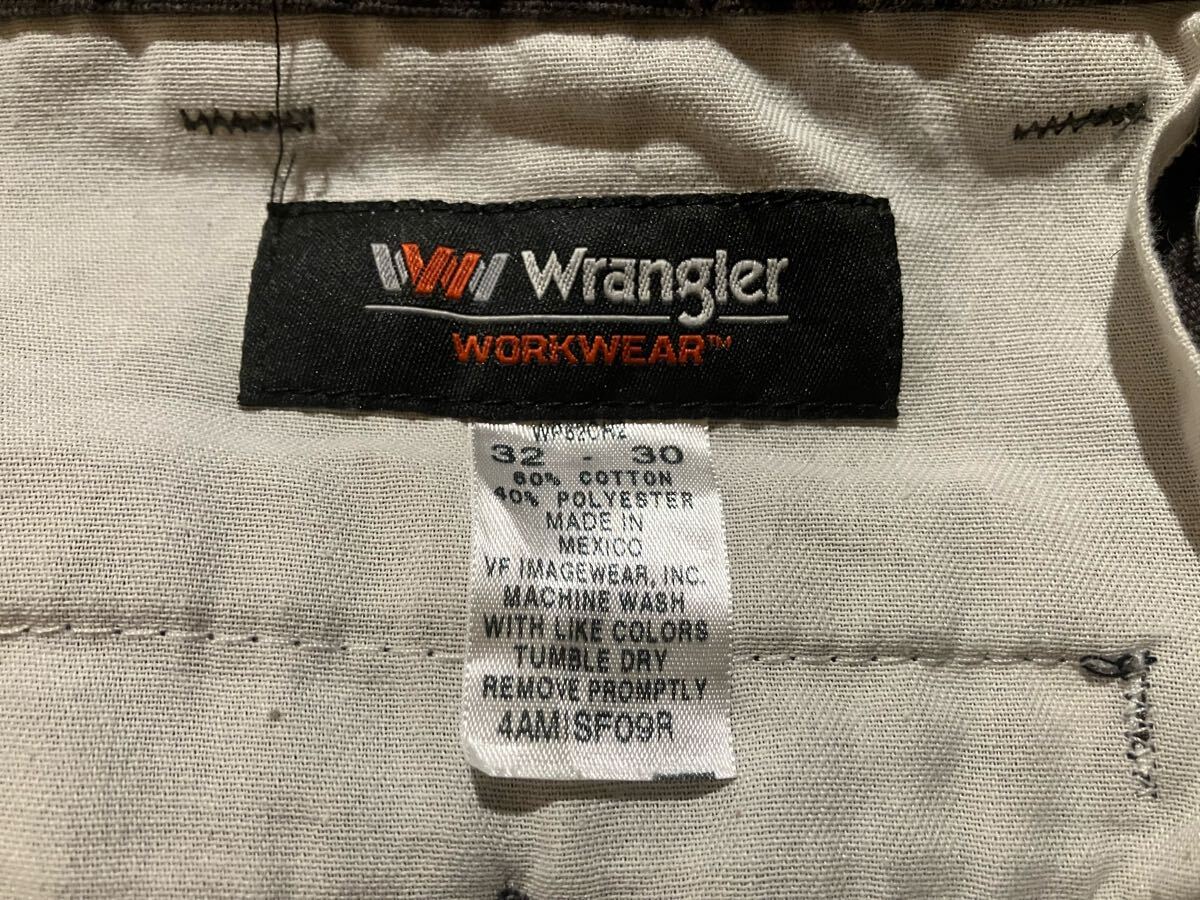 Wrangler
WORKWEAR™
32 - 30
60% COTTON
40% POLYESTER
MADE IN
MEXICO
VF IMAGEWEAR, INC.
MACHINE WASH
WITH LIKE COLORS
TUMBLE DRY
REMOVE PROMPTLY
4AMISF09R